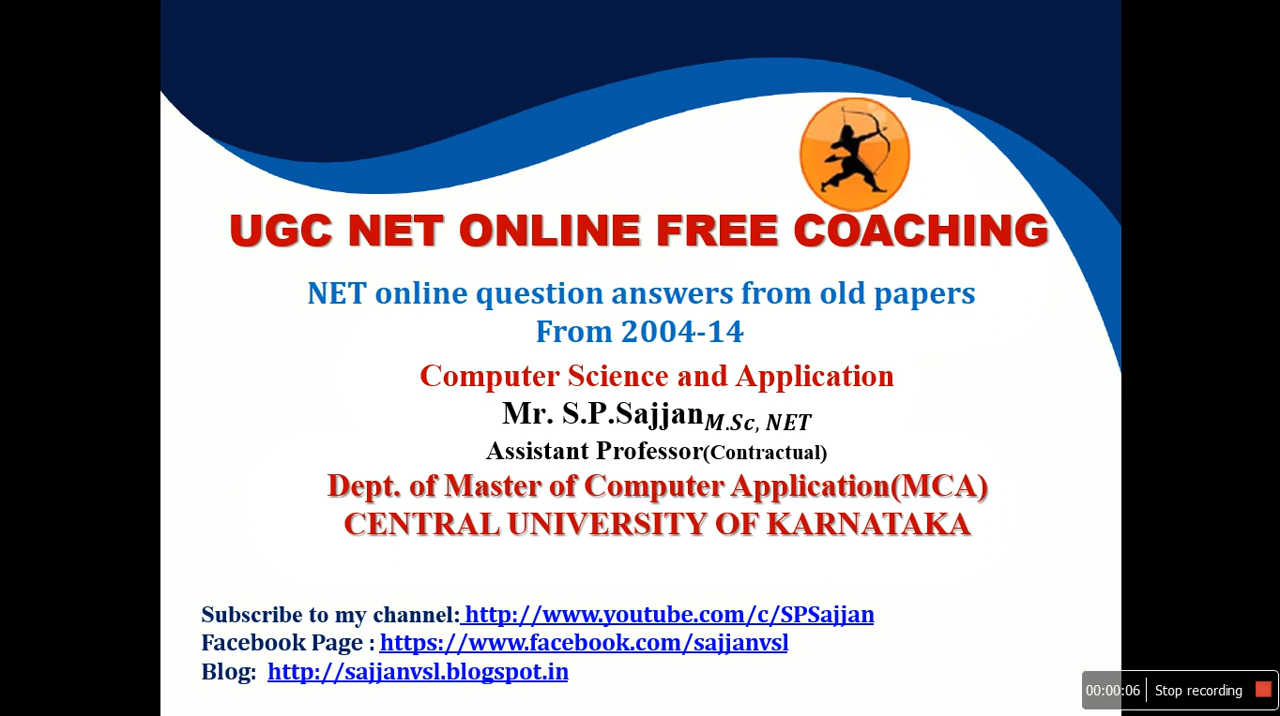 UGC NET ONLINE FREE COACHING
NET online question answers from old papers
From 2004-14
Computer Science and Application
Mr. S.P.Sajjan M.Sc, NET
Assistant Professor(Contractual)
Dept. of Master of Computer Application(MCA)
CENTRAL UNIVERSITY OF KARNATAKA
Subscribe to my channel: http://www.youtube.com/c/SPSajjan
Facebook Page : https://www.facebook.com/sajjanvsl
Blog: http://sajjanvsl.blogspot.in
00:00:06 Stop recording